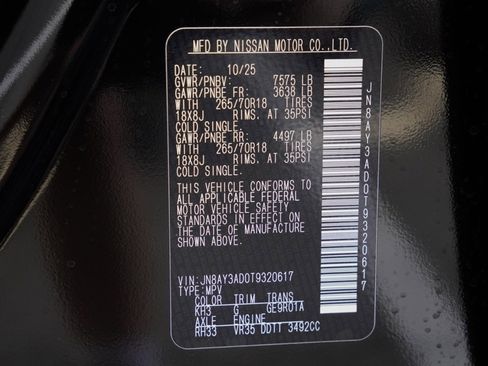 MFD BY NISSAN MOTOR CO.,LTD.
DATE: 10/25
GVWR/PNBV: 7575 LB
GAWR/PNBE FR: 3638 LB
WITH 265/70R18 TIRES
18X8J RIMS. AT 35PSI
COLD SINGLE.
GAWR/PNBE RR: 4497 LB
WITH 265/70R18 TIRES
18X8J RIMS. AT 35PSI
COLD SINGLE.
THIS VEHICLE CONFORMS TO
ALL APPLICABLE FEDERAL
MOTOR VEHICLE SAFETY
STANDARDS IN EFFECT ON
THE DATE OF MANUFACTURE
SHOWN ABOVE.
VIN:JN8AY3AD0T9320617
TYPE:MPV
COLOR TRIM TRANS
KH3 G GE9R01A
AXLE ENGINE
RH33 VR35 DDTT 3492CC
JN8AY3AD0T9320617